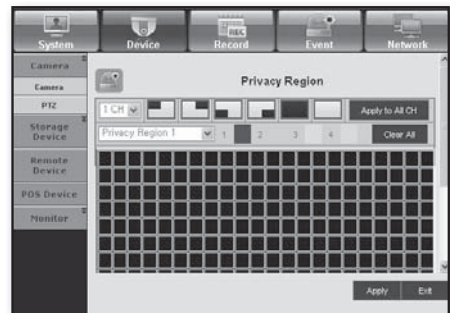 System Device Record Event Network
Camera
Camera
PTZ
Storage
Device
Remote
Device
POS Device
Monitor
Privacy Region
1 CH Apply to All CH
Privacy Region 1 1 2 3 4 Clear All
Apply Exit